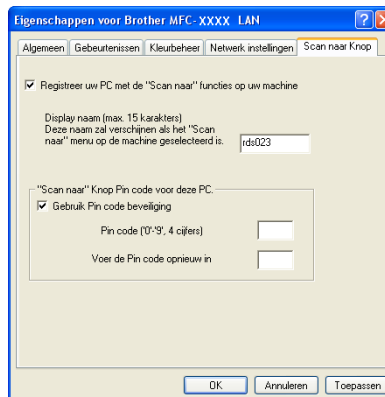 Eigenschappen voor Brother MFC-XXXX LAN
Algemeen Gebeurtenissen Kleurbeheer Netwerk instellingen Scan naar Knop
Registreer uw PC met de "Scan naar" functies op uw machine
Display naam (max. 15 karakters)
Deze naam zal verschijnen als het "Scan
naar" menu op de machine geselecteerd is.
rds023
"Scan naar" Knop Pin code voor deze PC.
Gebruik Pin code beveiliging
Pin code ('0'-'9', 4 cijfers)
Voer de Pin code opnieuw in
OK Annuleren Toepassen